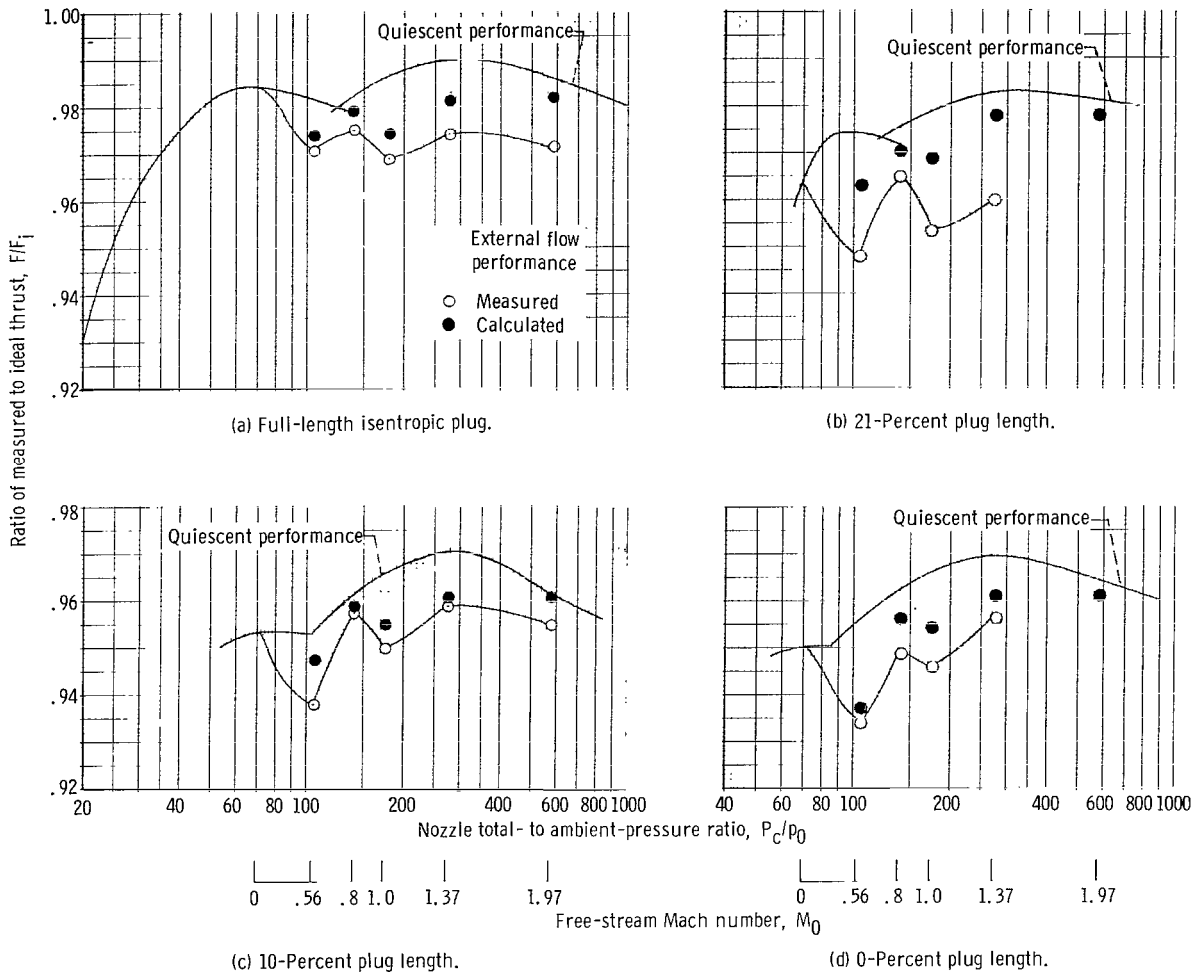 1.00
.98
.96
.94
.92
Quiescent performance
External flow
performance
Measured
Calculated
(a) Full-length isentropic plug.
Quiescent performance
(b) 21-Percent plug length.
Ratio of measured to ideal thrust, F/Fi
.98
.96
.94
.92
Quiescent performance
20 40 60 80 100 200 400 600 800 1000
Quiescent performance
40 60 80 100 200 400 600 800 1000
Nozzle total- to ambient-pressure ratio, Pc/p0
0 .56 .8 1.0 1.37 1.97
0 .56 .8 1.0 1.37 1.97
Free-stream Mach number, M0
(c) 10-Percent plug length.
(d) 0-Percent plug length.